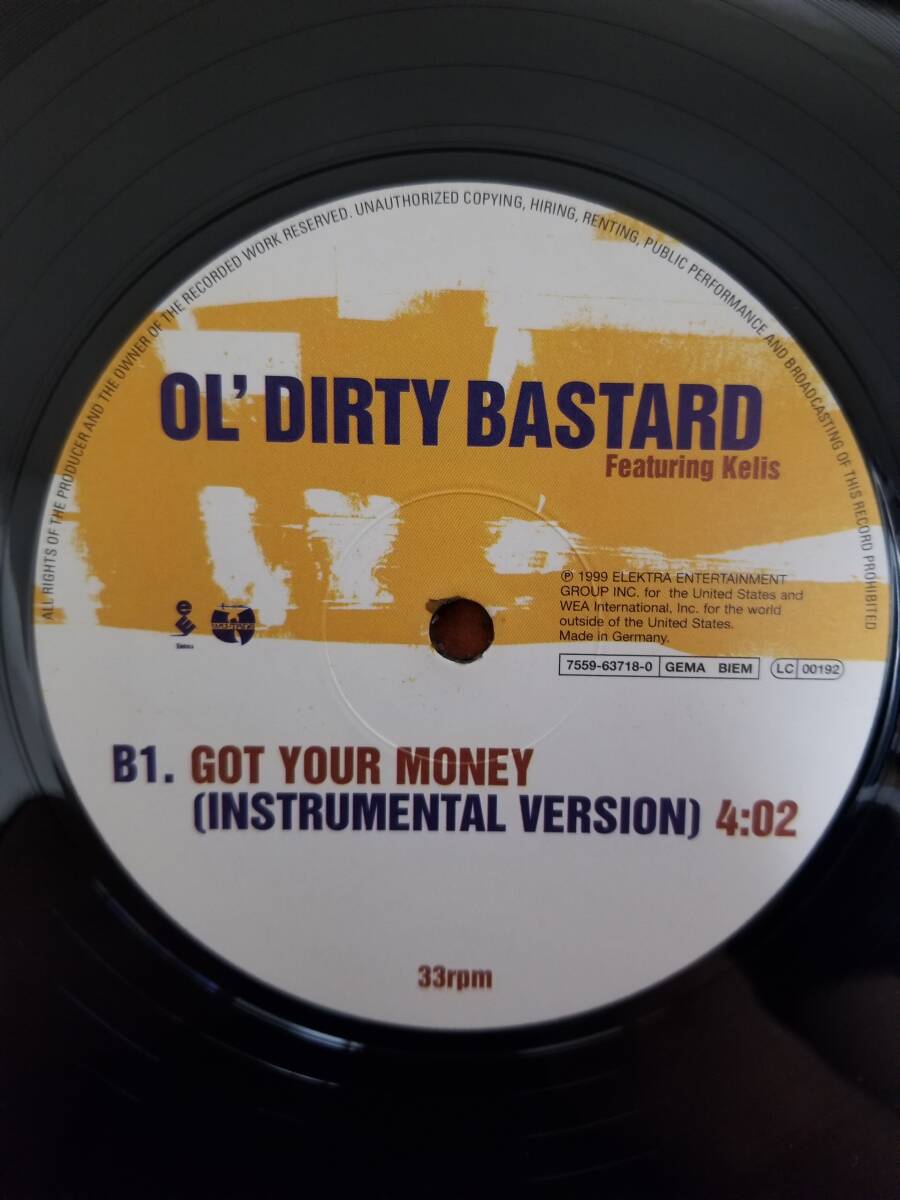 ALL RIGHTS OF THE PRODUCER AND THE OWNER OF THE RECORDED WORK RESERVED. UNAUTHORIZED COPYING, HIRING, RENTING, PUBLIC PERFORMANCE AND BROADCASTING OF THIS RECORD PROHIBITED
OL' DIRTY BASTARD
Featuring Kelis
℗ 1999 ELEKTRA ENTERTAINMENT
GROUP INC. for the United States and
WEA International, Inc. for the world
outside of the United States.
Made in Germany.
7559-63718-0 GEMA BIEM LC 00192
B1. GOT YOUR MONEY
(INSTRUMENTAL VERSION) 4:02
33rpm